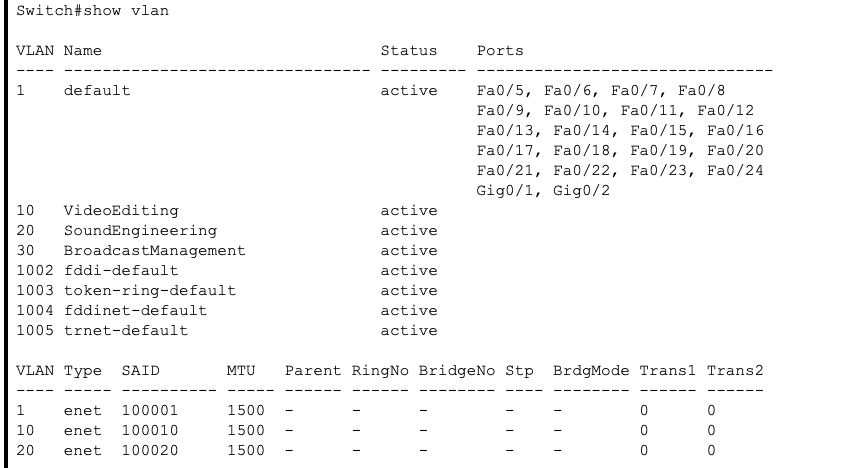 Switch#show vlan
VLAN Name                             Status    Ports
---- -------------------------------- --------- -------------------------------
1    default                          active    Fa0/5, Fa0/6, Fa0/7, Fa0/8
                                                Fa0/9, Fa0/10, Fa0/11, Fa0/12
                                                Fa0/13, Fa0/14, Fa0/15, Fa0/16
                                                Fa0/17, Fa0/18, Fa0/19, Fa0/20
                                                Fa0/21, Fa0/22, Fa0/23, Fa0/24
                                                Gig0/1, Gig0/2
10   VideoEditing                     active
20   SoundEngineering                 active
30   BroadcastManagement              active
1002 fddi-default                     active
1003 token-ring-default               active
1004 fddinet-default                  active
1005 trnet-default                    active
VLAN Type  SAID       MTU   Parent RingNo BridgeNo Stp  BrdgMode Trans1 Trans2
---- ----- ---------- ----- ------ ------ -------- ---- -------- ------ ------
1    enet  100001     1500  -      -      -        -    -        0      0
10   enet  100010     1500  -      -      -        -    -        0      0
20   enet  100020     1500  -      -      -        -    -        0      0